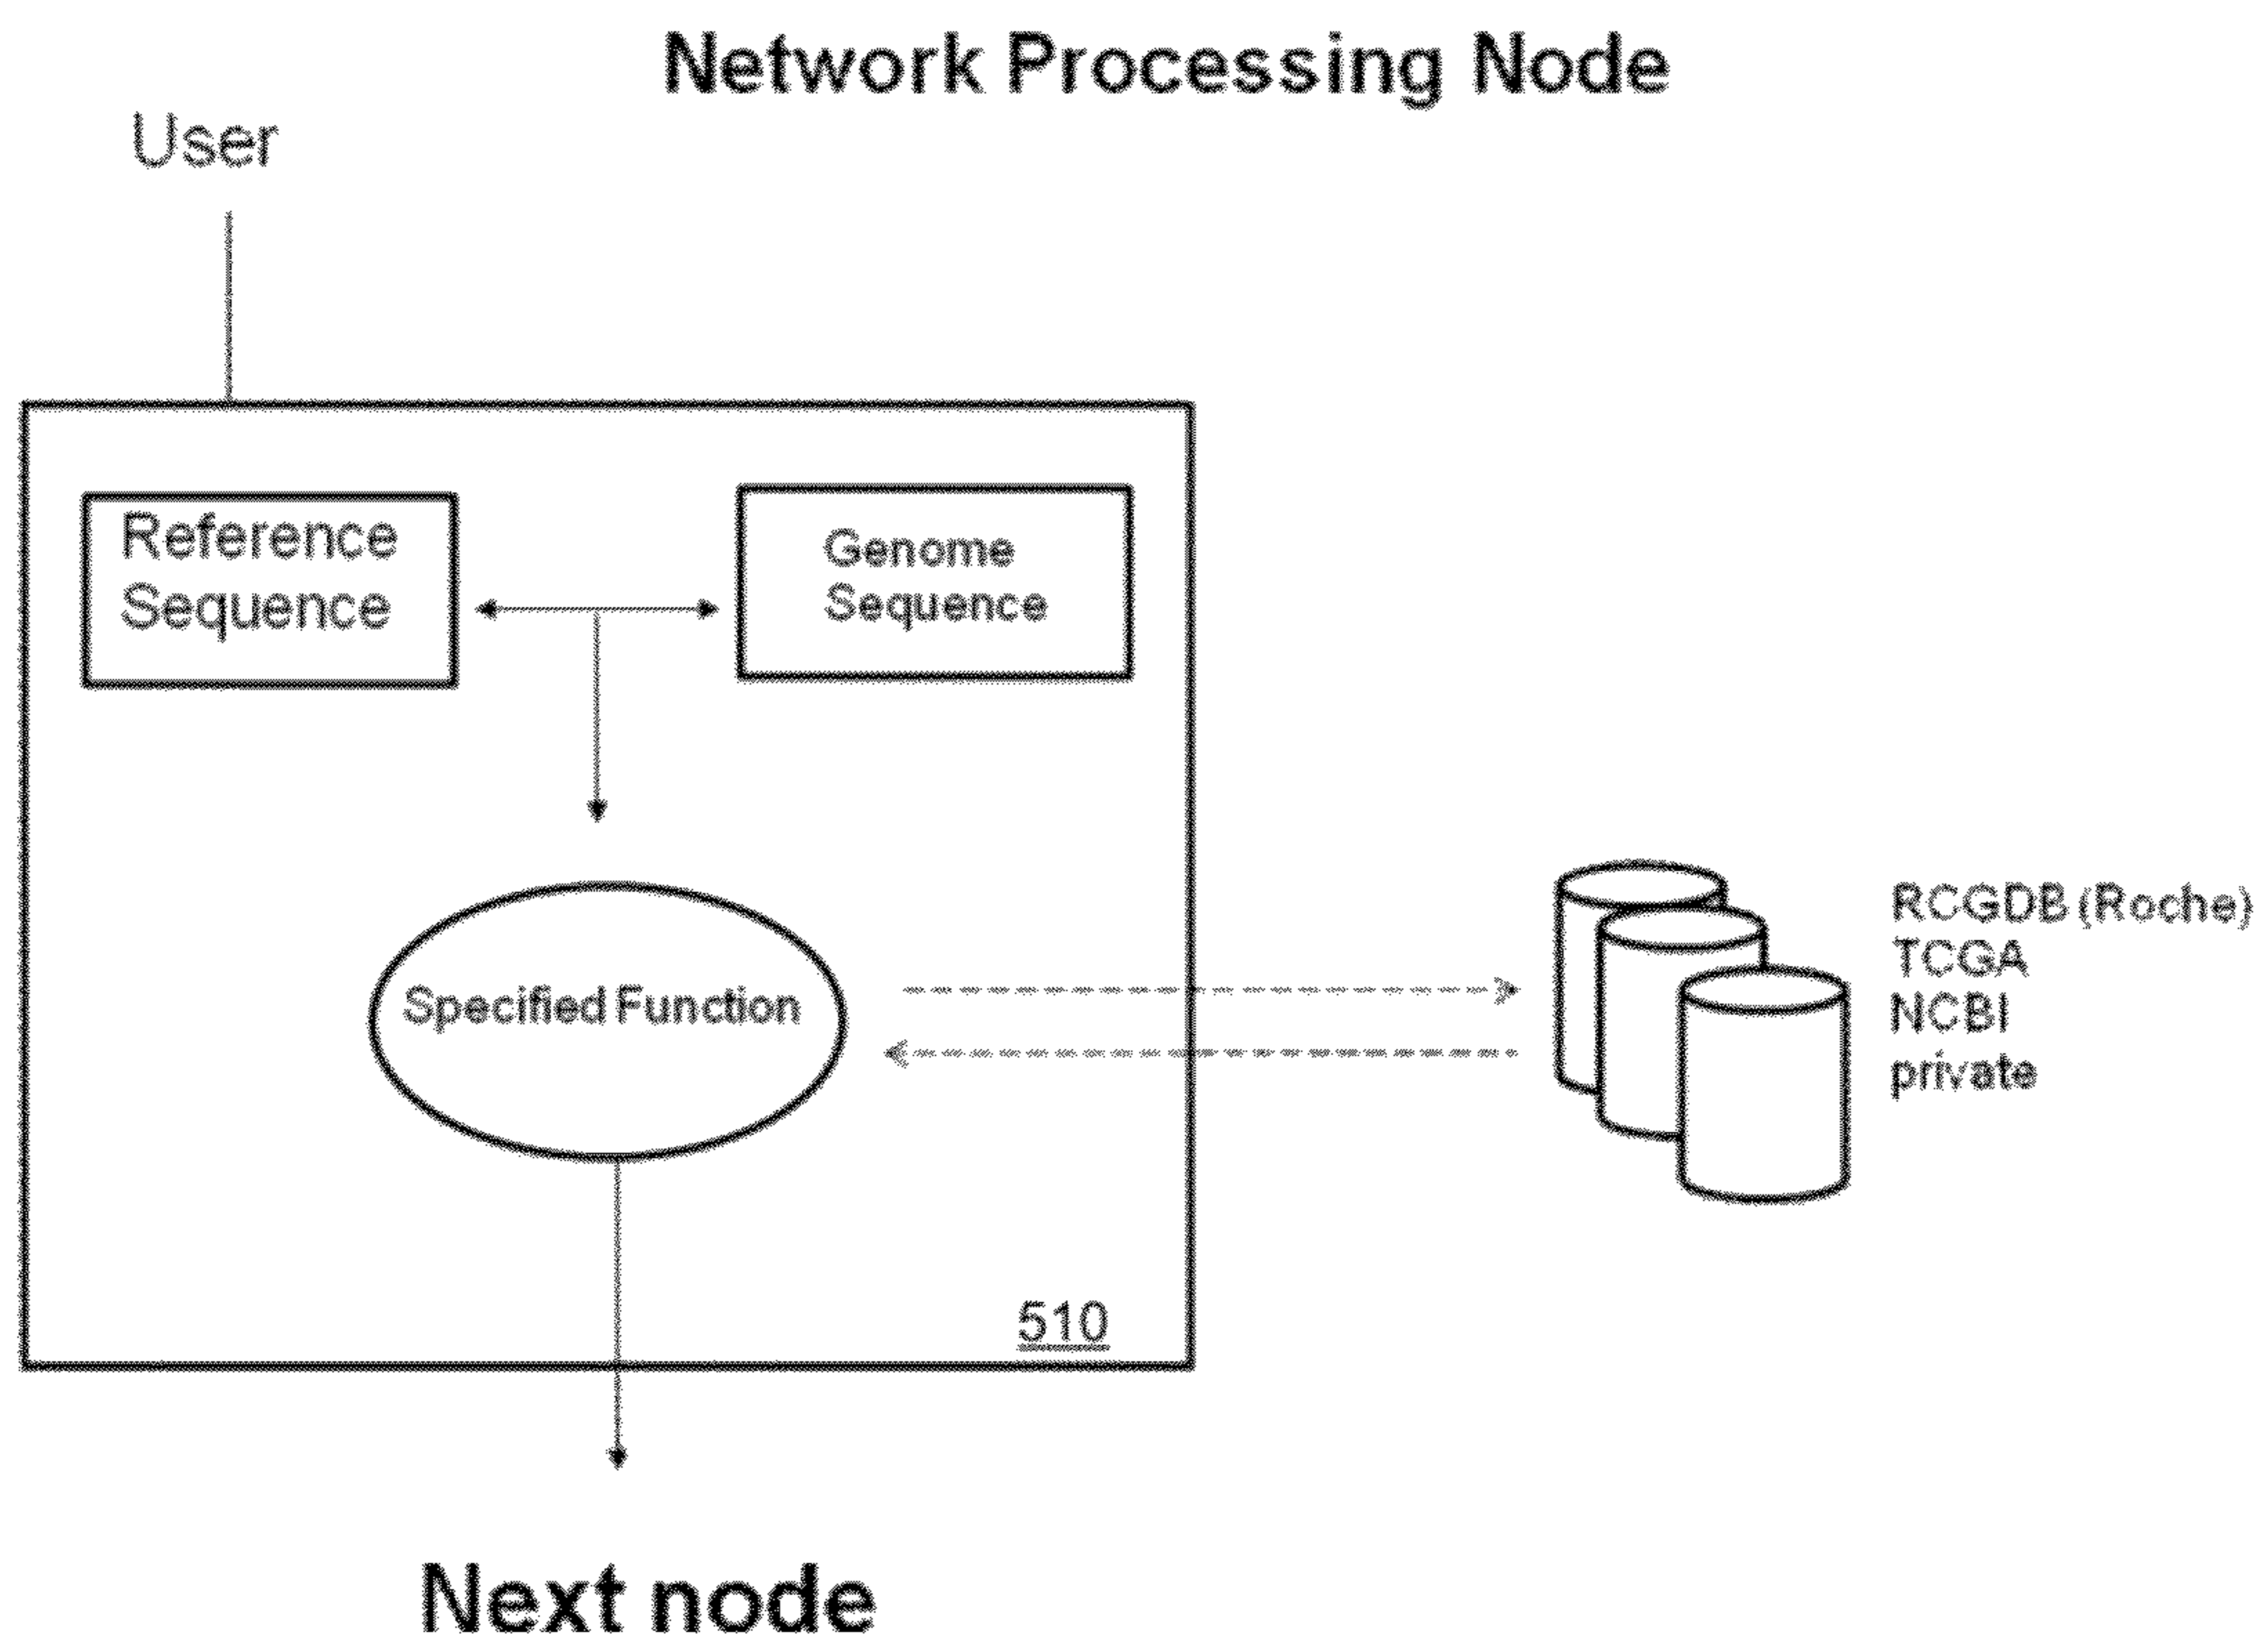 Network Processing Node
User
Reference
Sequence
Genome
Sequence
Specified Function
RCGDB (Roche)
TCGA
NCBI
private
510
Next node